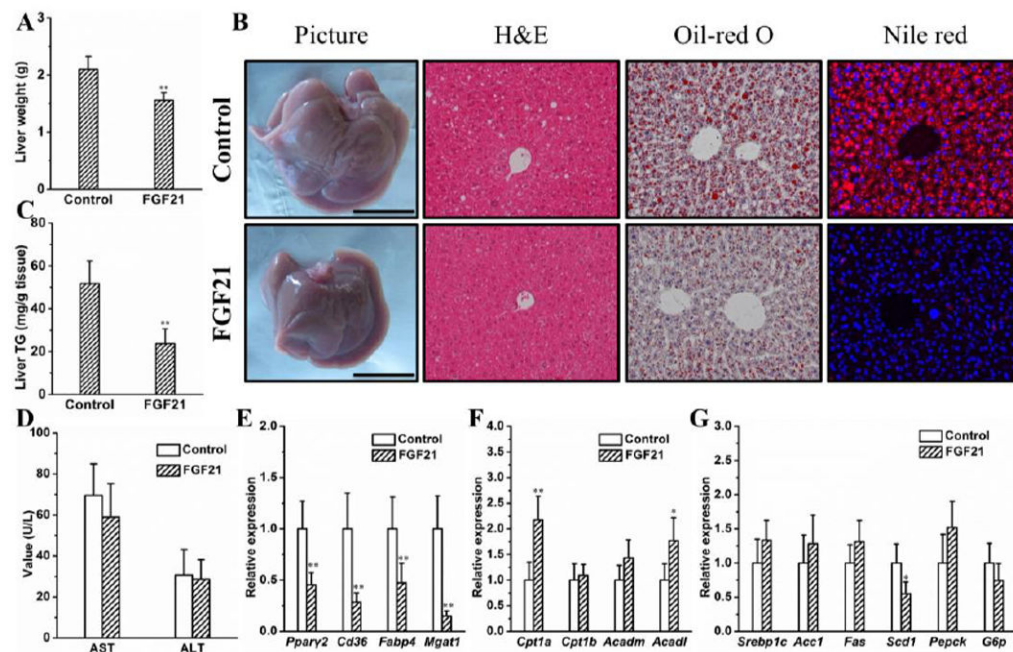 A
Liver weight (g)
3
2
1
0
Control
FGF21
**
B
Picture
H&E
Oil-red O
Nile red
Control
FGF21
C
Liver TG (mg/g tissue)
80
60
40
20
0
Control
FGF21
**
D
Value (U/L)
100
80
60
40
20
0
Control
FGF21
AST
ALT
E
Relative expression
2.0
1.5
1.0
0.5
0.0
Control
FGF21
**
**
**
**
Pparγ2 Cd36 Fabp4 Mgat1
F
Relative expression
4.0
3.5
3.0
2.5
2.0
1.5
1.0
0.5
0.0
Control
FGF21
**
*
Cpt1a Cpt1b Acadm Acadl
G
Relative expression
4.0
3.5
3.0
2.5
2.0
1.5
1.0
0.5
0.0
Control
FGF21
*
Srebp1c Acc1 Fas Scd1 Pepck G6p